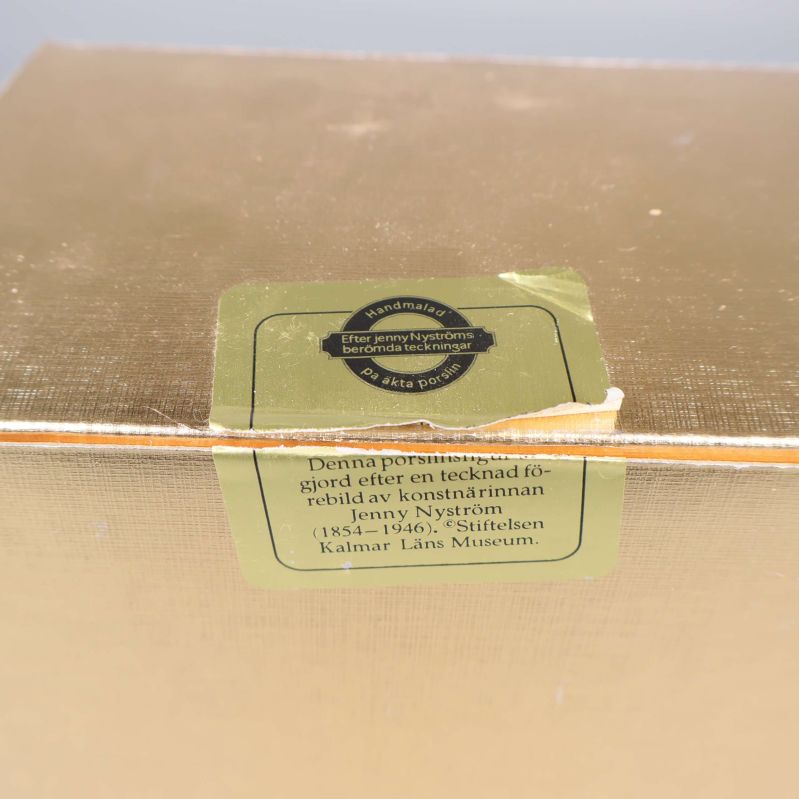 Handmalad
Efter jenny Nyströms
berömda teckningar
på äkta porslin
Denna porslinsfigur
gjord efter en tecknad fö-
rebild av konstnärinnan
Jenny Nyström
(1854–1946). ©Stiftelsen
Kalmar Läns Museum.